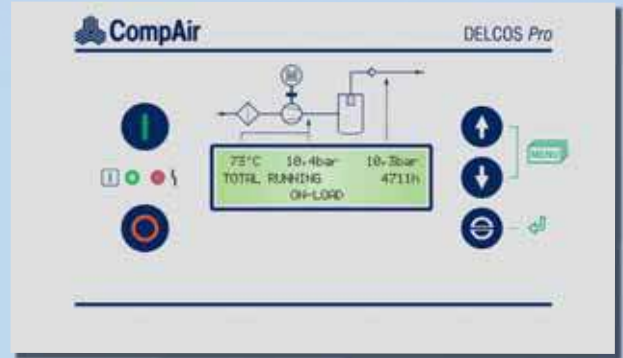 CompAir
DELCOS Pro
M
73°C 10.4bar 10.3bar
TOTAL RUNNING 4711h
ON-LOAD
MENU